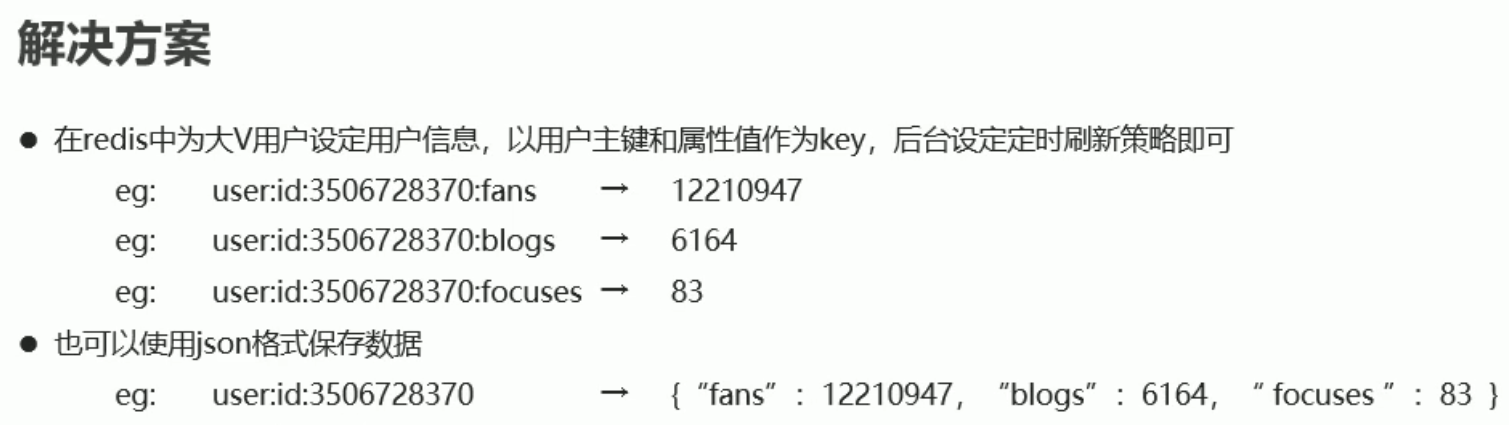 解决方案
● 在redis中为大V用户设定用户信息，以用户主键和属性值作为key，后台设定定时刷新策略即可
eg: user:id:3506728370:fans → 12210947
eg: user:id:3506728370:blogs → 6164
eg: user:id:3506728370:focuses → 83
● 也可以使用json格式保存数据
eg: user:id:3506728370 → {“fans”：12210947，“blogs”：6164，“ focuses ”：83 }